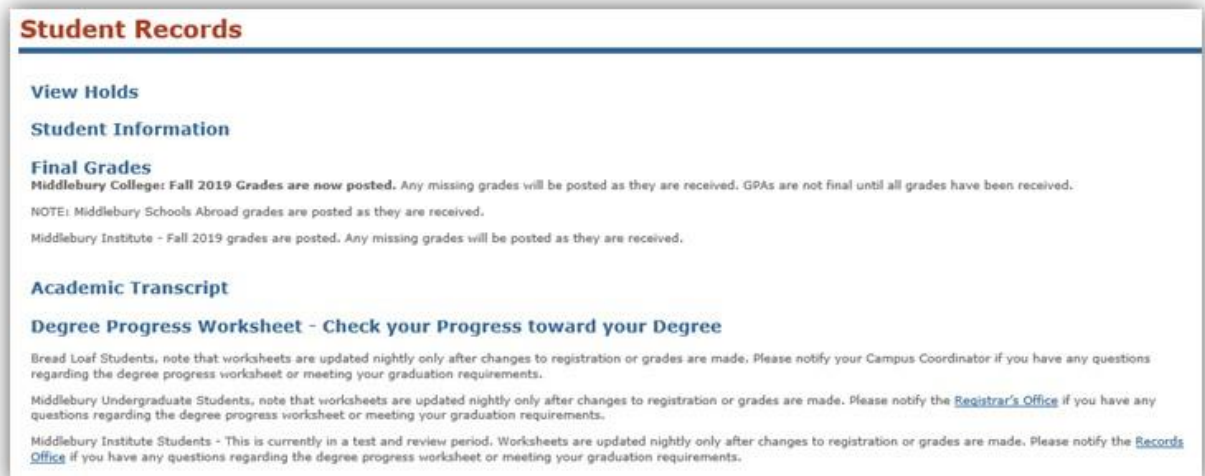 Student Records
View Holds
Student Information
Final Grades
Middlebury College: Fall 2019 Grades are now posted. Any missing grades will be posted as they are received. GPAs are not final until all grades have been received.
NOTE: Middlebury Schools Abroad grades are posted as they are received.
Middlebury Institute - Fall 2019 grades are posted. Any missing grades will be posted as they are received.
Academic Transcript
Degree Progress Worksheet - Check your Progress toward your Degree
Bread Loaf Students, note that worksheets are updated nightly only after changes to registration or grades are made. Please notify your Campus Coordinator if you have any questions
regarding the degree progress worksheet or meeting your graduation requirements.
Middlebury Undergraduate Students, note that worksheets are updated nightly only after changes to registration or grades are made. Please notify the Registrar's Office if you have any
questions regarding the degree progress worksheet or meeting your graduation requirements.
Middlebury Institute Students - This is currently in a test and review period. Worksheets are updated nightly only after changes to registration or grades are made. Please notify the Records
Office if you have any questions regarding the degree progress worksheet or meeting your graduation requirements.